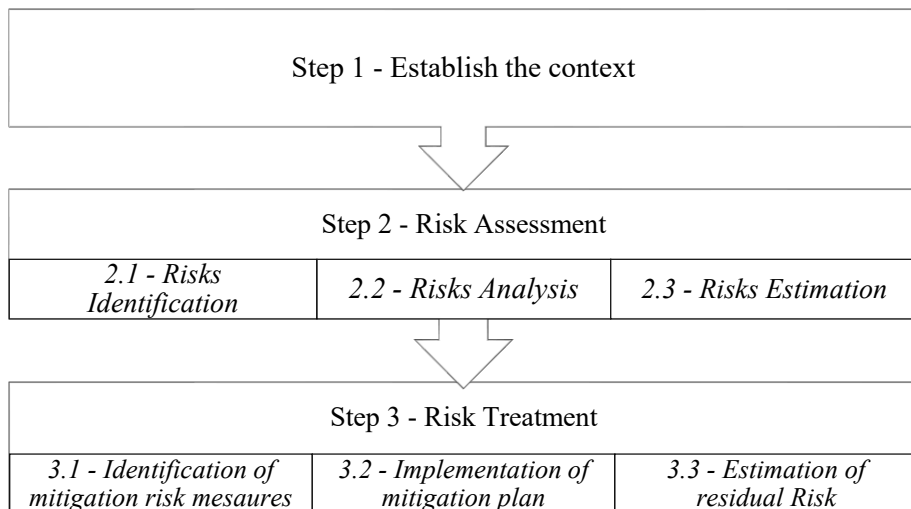 Step 1 - Establish the context
Step 2 - Risk Assessment
2.1 - Risks
Identification
2.2 - Risks Analysis
2.3 - Risks Estimation
Step 3 - Risk Treatment
3.1 - Identification of
mitigation risk mesaures
3.2 - Implementation of
mitigation plan
3.3 - Estimation of
residual Risk